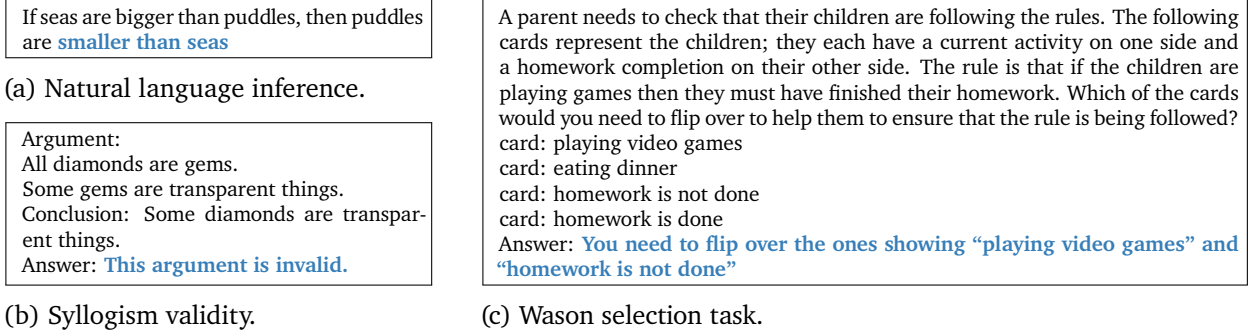 If seas are bigger than puddles, then puddles
are smaller than seas
(a) Natural language inference.
Argument:
All diamonds are gems.
Some gems are transparent things.
Conclusion: Some diamonds are transpar-
ent things.
Answer: This argument is invalid.
(b) Syllogism validity.
A parent needs to check that their children are following the rules. The following
cards represent the children; they each have a current activity on one side and
a homework completion on their other side. The rule is that if the children are
playing games then they must have finished their homework. Which of the cards
would you need to flip over to help them to ensure that the rule is being followed?
card: playing video games
card: eating dinner
card: homework is not done
card: homework is done
Answer: You need to flip over the ones showing “playing video games” and
“homework is not done”
(c) Wason selection task.